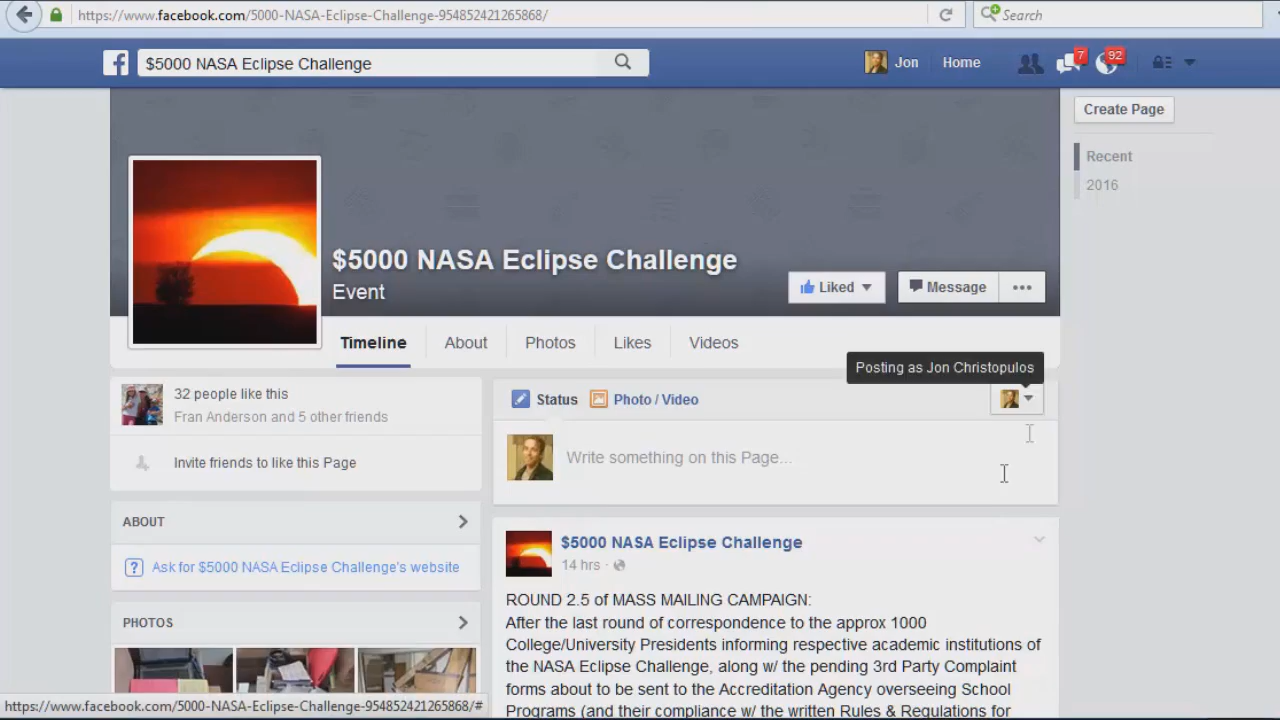 https://www.facebook.com/5000-NASA-Eclipse-Challenge-954852421265868/
Search
$5000 NASA Eclipse Challenge
Jon
Home
7
92
Create Page
Recent
2016
$5000 NASA Eclipse Challenge
Event
Liked
Message
Timeline
About
Photos
Likes
Videos
Posting as Jon Christopulos
32 people like this
Fran Anderson and 5 other friends
Invite friends to like this Page
Status
Photo / Video
Write something on this Page...
ABOUT
Ask for $5000 NASA Eclipse Challenge's website
PHOTOS
$5000 NASA Eclipse Challenge
14 hrs ·
ROUND 2.5 of MASS MAILING CAMPAIGN:
After the last round of correspondence to the approx 1000
College/University Presidents informing respective academic institutions of
the NASA Eclipse Challenge, along w/ the pending 3rd Party Complaint
forms about to be sent to the Accreditation Agency overseeing School
Programs (and their compliance w/ the written Rules & Regulations for
https://www.facebook.com/5000-NASA-Eclipse-Challenge-954852421265868/#